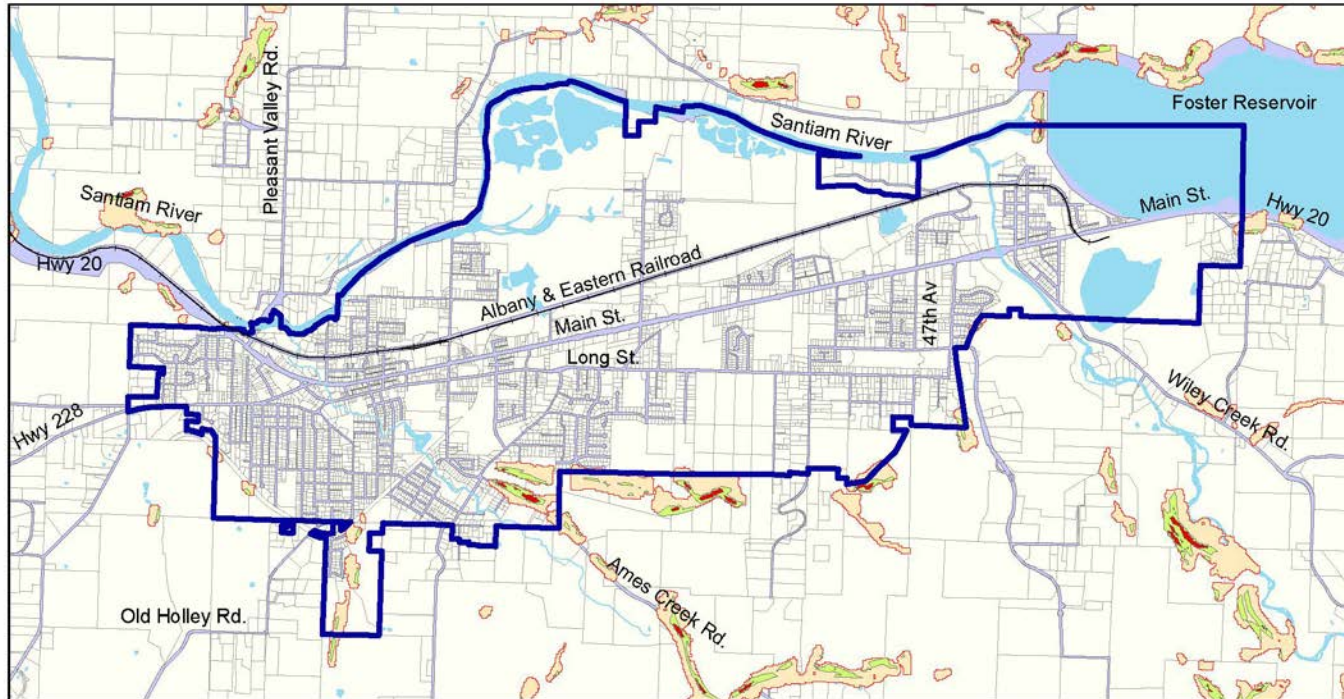 Pleasant Valley Rd.
Foster Reservoir
Santiam River
Santiam River
Main St.
Hwy 20
Hwy 20
Albany & Eastern Railroad
Main St.
47th Av
Long St.
Hwy 228
Wiley Creek Rd.
Ames Creek Rd.
Old Holley Rd.